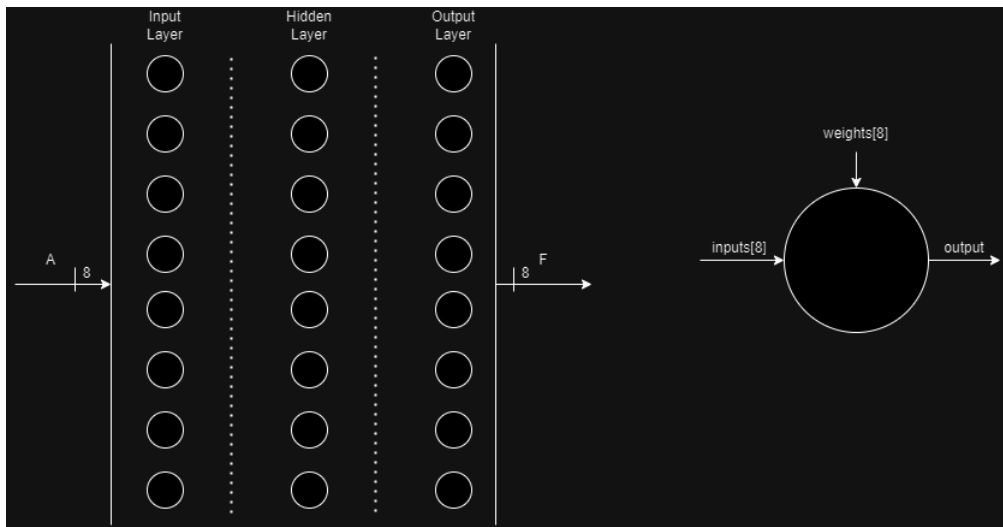 Input
Layer
Hidden
Layer
Output
Layer
A
8
8
F
weights[8]
inputs[8]
output